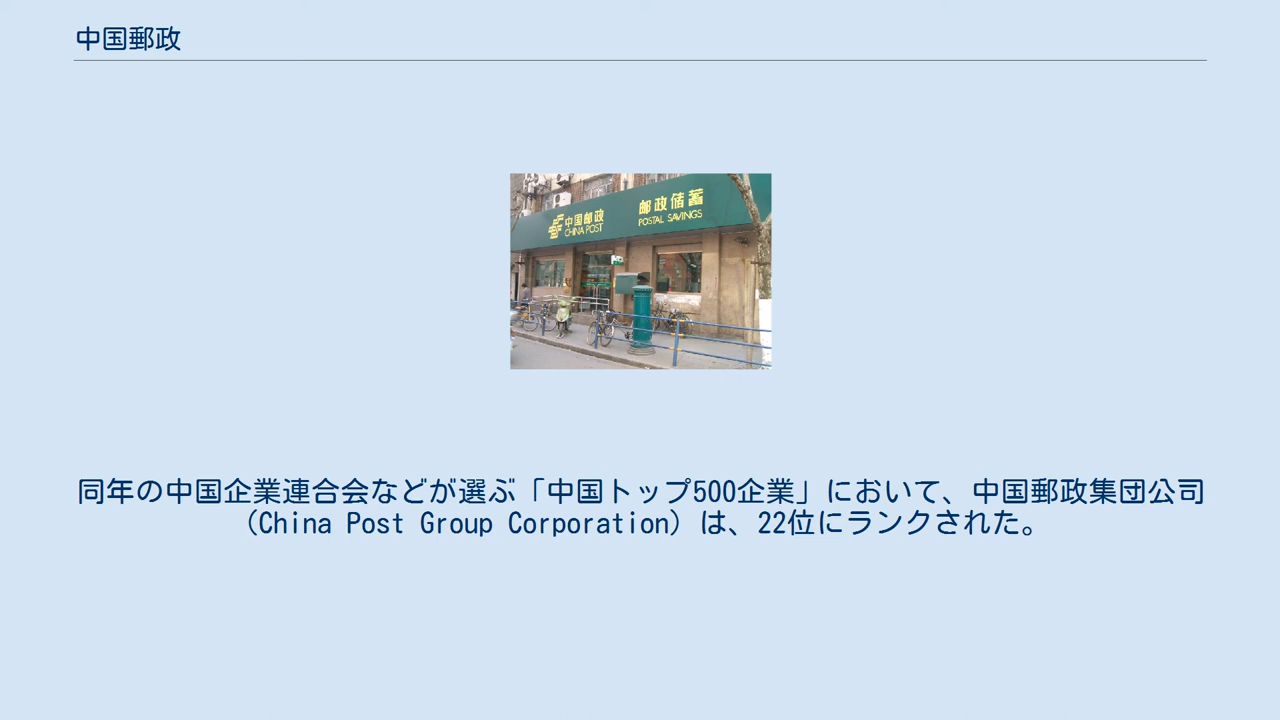 中国郵政
中国邮政
CHINA POST
邮政储蓄
POSTAL SAVINGS
同年の中国企業連合会などが選ぶ「中国トップ500企業」において、中国郵政集団公司
（China Post Group Corporation）は、22位にランクされた。